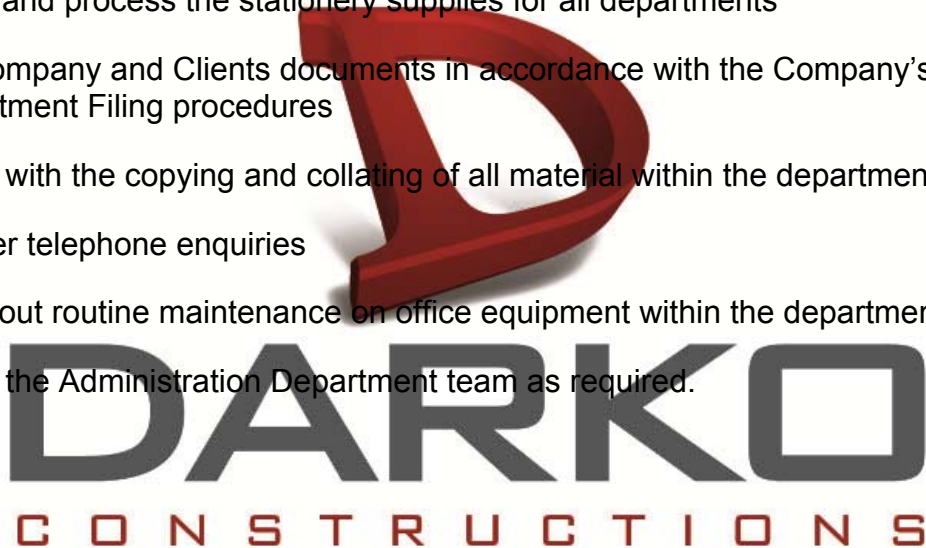 and process the stationery supplies for all departments
ompany and Clients documents in accordance with the Company's
tment Filing procedures
with the copying and collating of all material within the departmen
er telephone enquiries
out routine maintenance on office equipment within the departmen
the Administration Department team as required.
DARKO
CONSTRUCTIONS